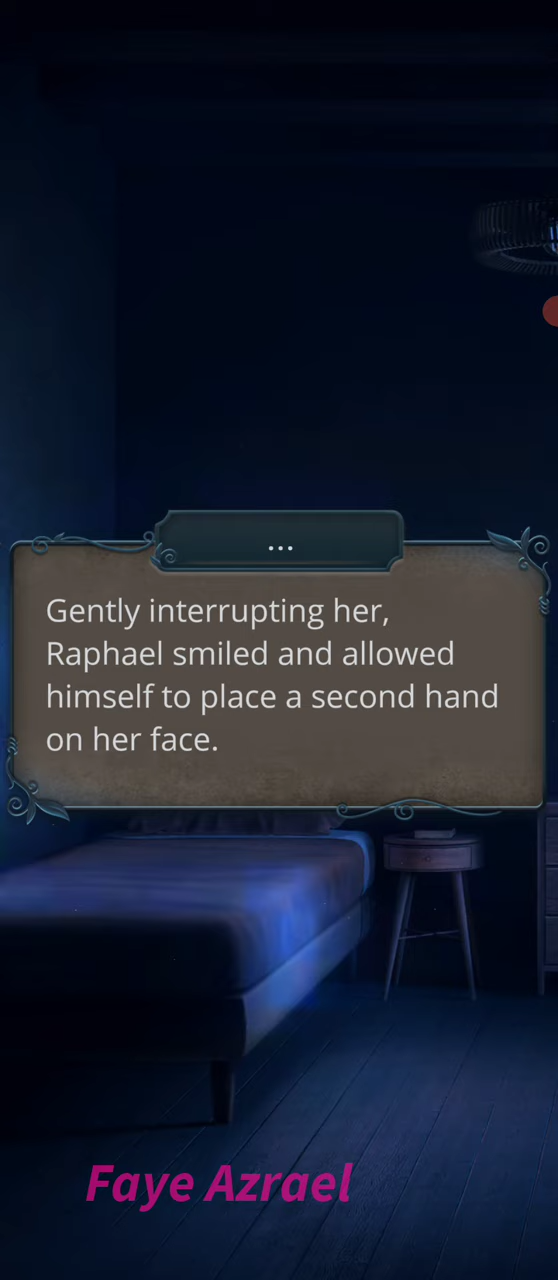 ...
Gently interrupting her,
Raphael smiled and allowed
himself to place a second hand
on her face.
Faye Azrael